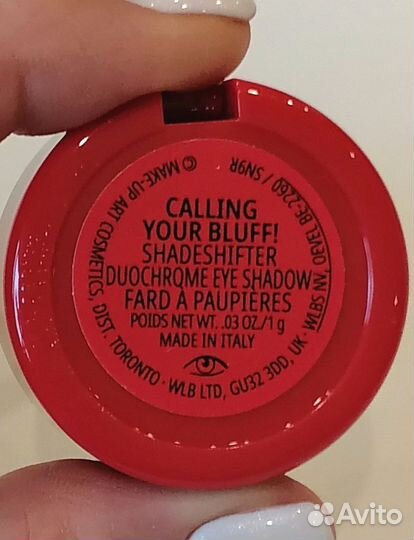 CALLING
YOUR BLUFF!
SHADESHIFTER
DUOCHROME EYE SHADOW
FARD À PAUPIÈRES
POIDS NET WT. .03 OZ./1 g
MADE IN ITALY
© MAKE-UP ART COSMETICS, DIST. TORONTO · WLB LTD, GU32 3DD, UK · WLBS NV, OEVEL BE-2260 / SN9R
Avito